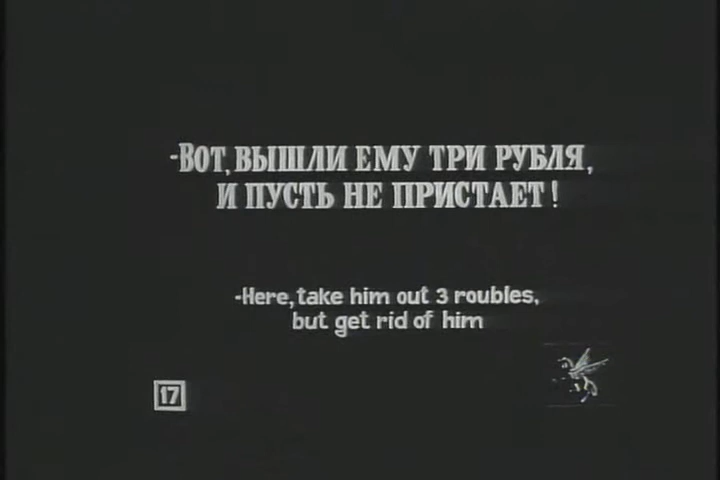 -Вот, вышли ему три рубля,
и пусть не пристает!
-Here, take him out 3 roubles,
but get rid of him
17